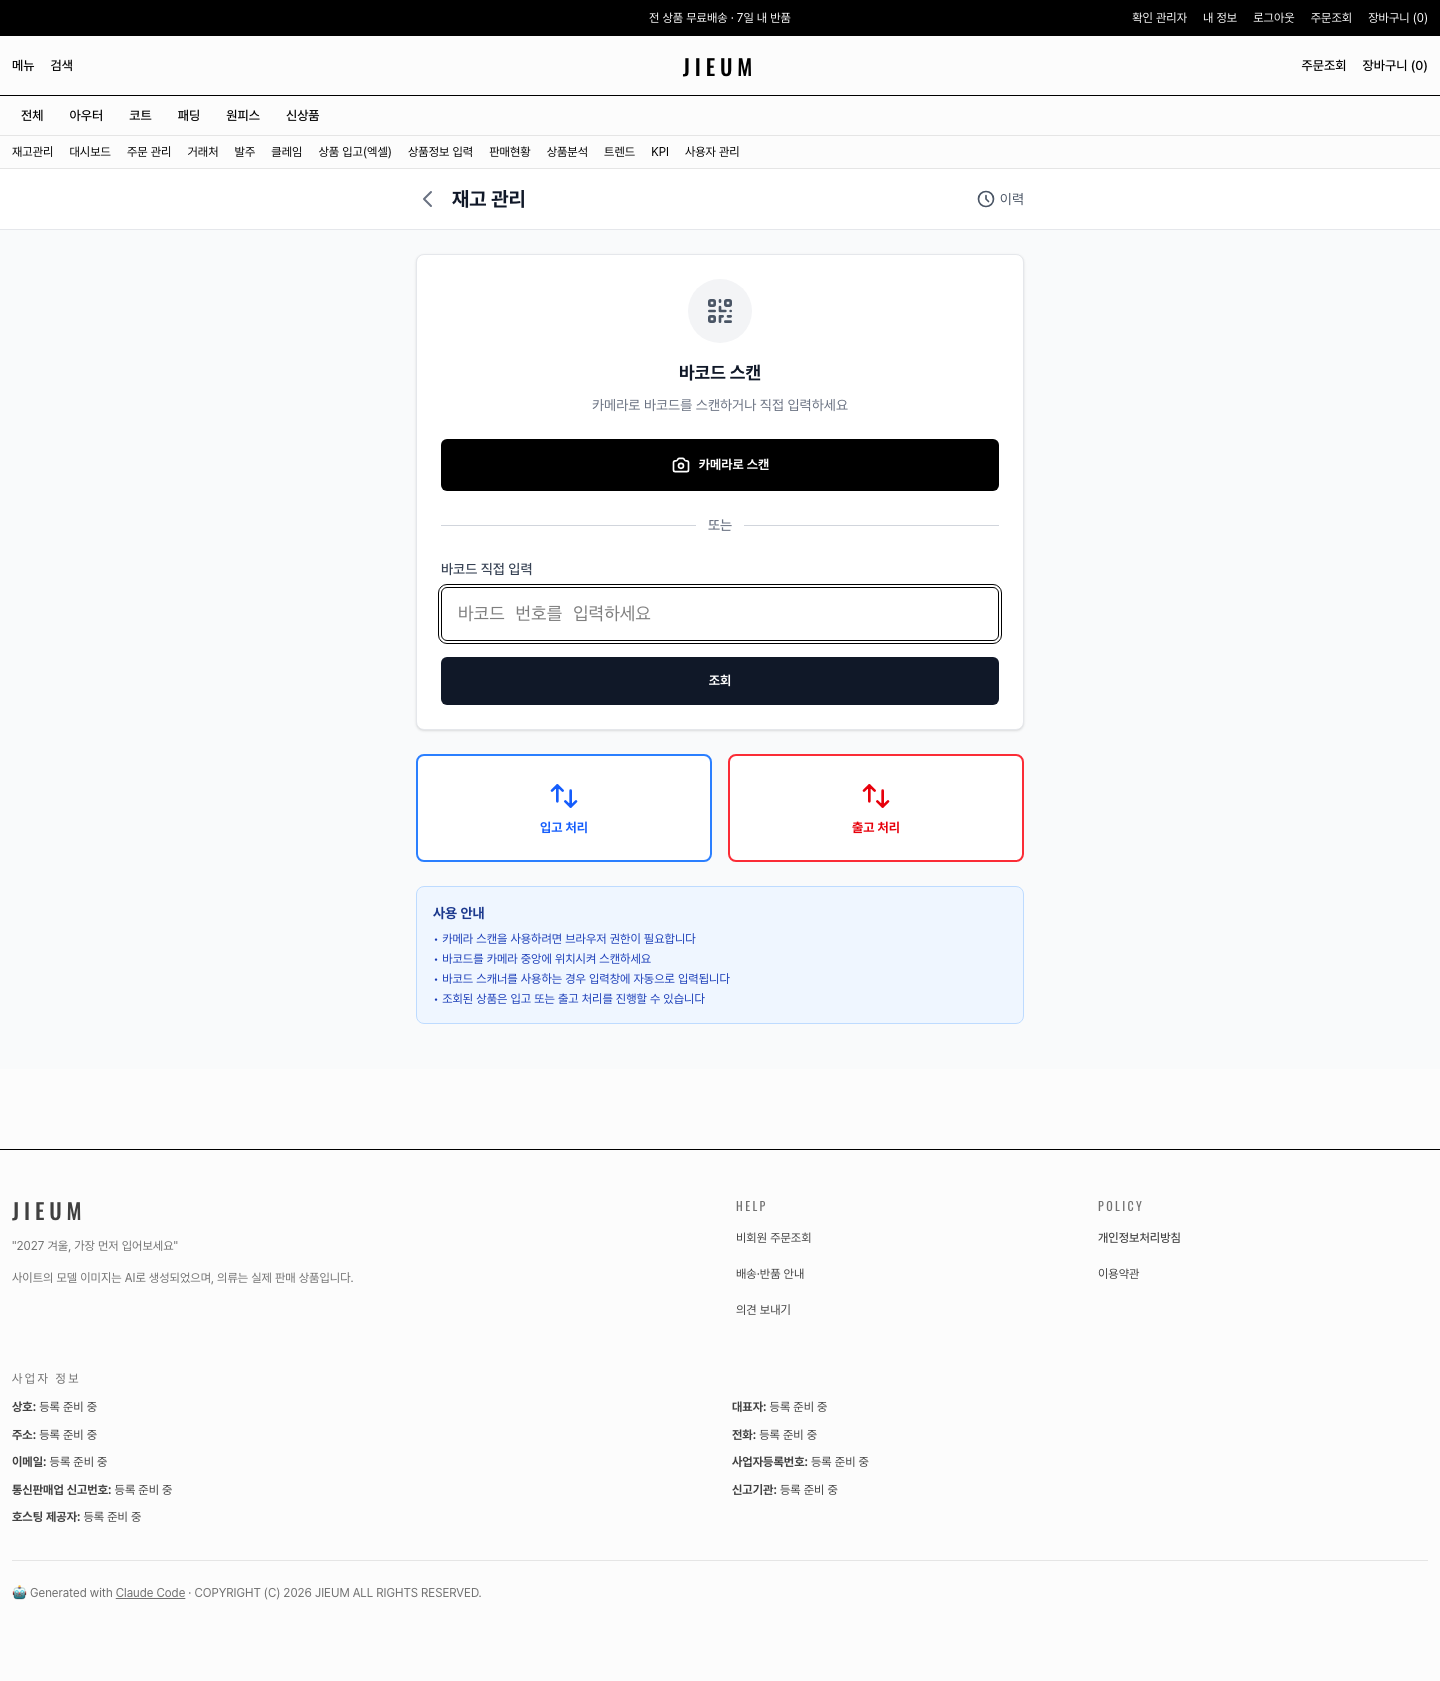 전 상품 무료배송 · 7일 내 반품
확인 관리자 내 정보 로그아웃 주문조회 장바구니 (0)
메뉴 검색
JIEUM
주문조회 장바구니 (0)
전체 아우터 코트 패딩 원피스 신상품
재고관리 대시보드 주문 관리 거래처 발주 클레임 상품 입고(엑셀) 상품정보 입력 판매현황 상품분석 트렌드 KPI 사용자 관리
재고 관리
이력
바코드 스캔
카메라로 바코드를 스캔하거나 직접 입력하세요
카메라로 스캔
또는
바코드 직접 입력
바코드 번호를 입력하세요
조회
입고 처리
출고 처리
사용 안내
• 카메라 스캔을 사용하려면 브라우저 권한이 필요합니다
• 바코드를 카메라 중앙에 위치시켜 스캔하세요
• 바코드 스캐너를 사용하는 경우 입력창에 자동으로 입력됩니다
• 조회된 상품은 입고 또는 출고 처리를 진행할 수 있습니다
JIEUM
"2027 겨울, 가장 먼저 입어보세요"
사이트의 모델 이미지는 AI로 생성되었으며, 의류는 실제 판매 상품입니다.
HELP
비회원 주문조회
배송·반품 안내
의견 보내기
POLICY
개인정보처리방침
이용약관
사업자 정보
상호: 등록 준비 중
대표자: 등록 준비 중
주소: 등록 준비 중
전화: 등록 준비 중
이메일: 등록 준비 중
사업자등록번호: 등록 준비 중
통신판매업 신고번호: 등록 준비 중
신고기관: 등록 준비 중
호스팅 제공자: 등록 준비 중
🤖 Generated with Claude Code · COPYRIGHT (C) 2026 JIEUM ALL RIGHTS RESERVED.